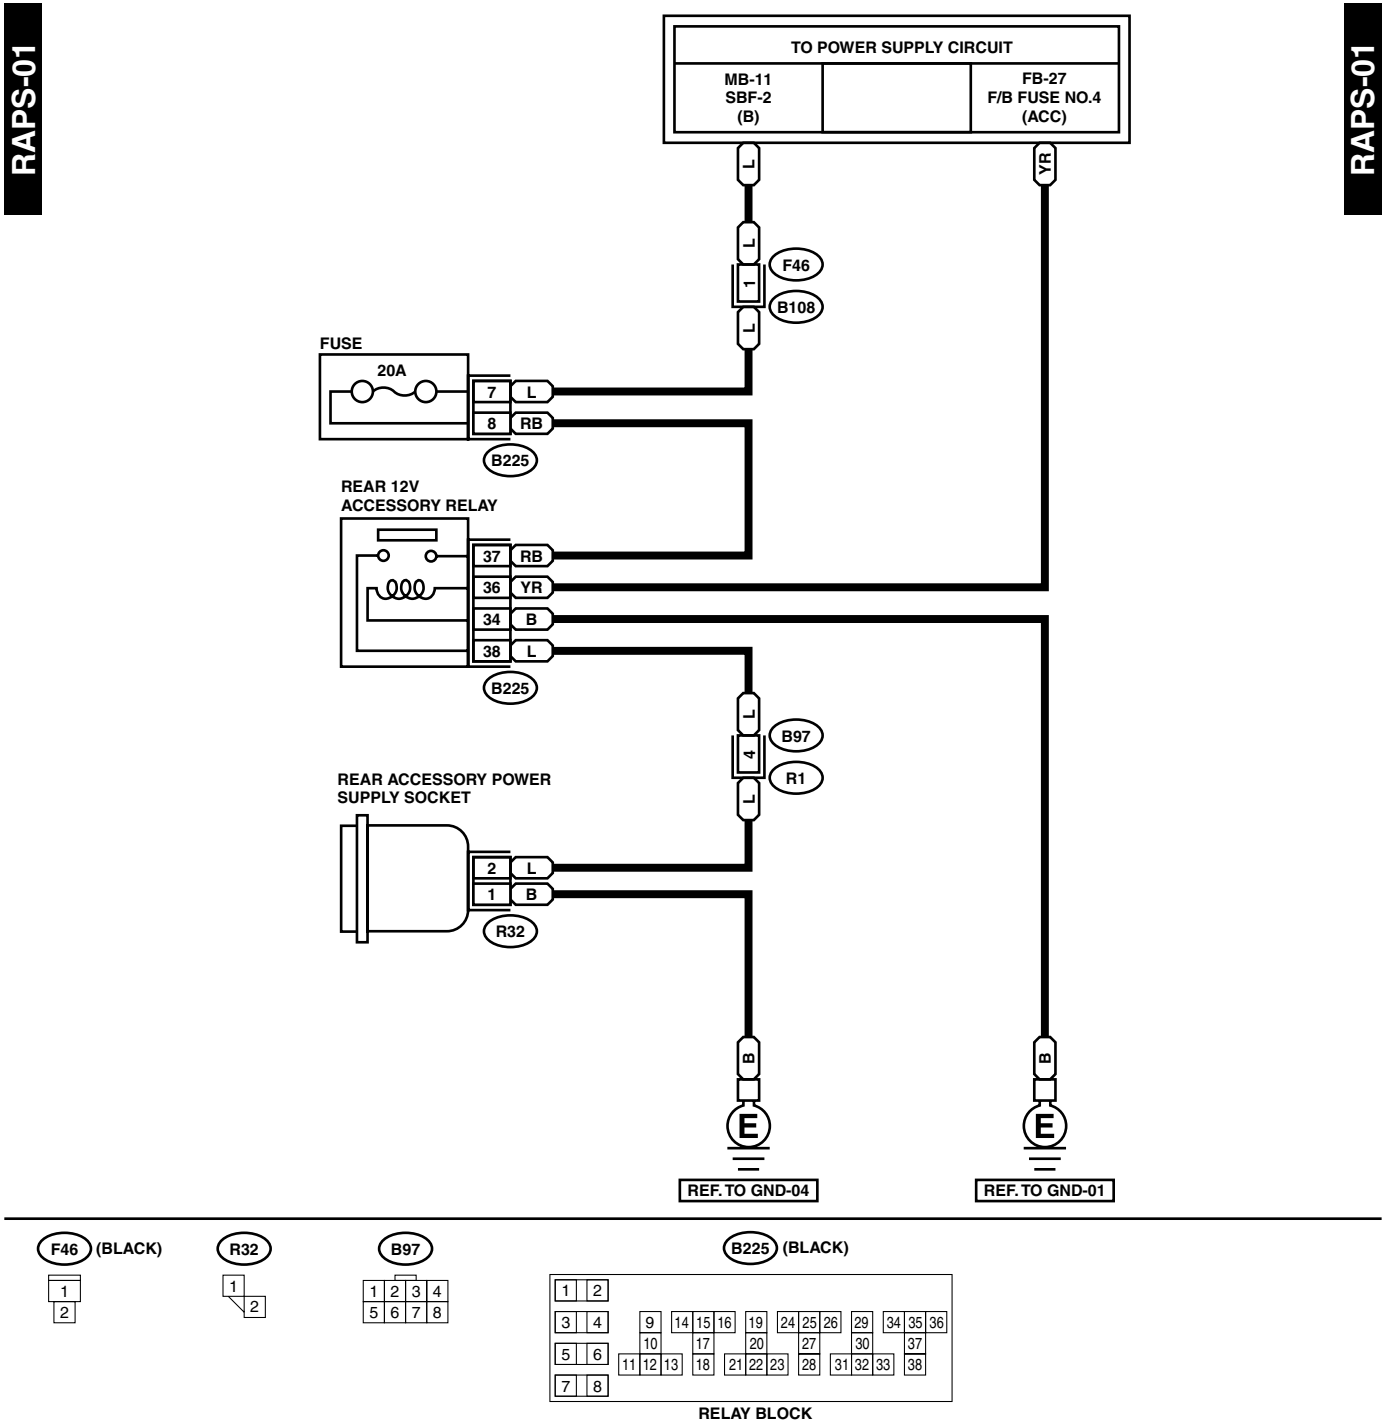 RAPS-01
RAPS-01
TO POWER SUPPLY CIRCUIT
MB-11
SBF-2
(B)
FB-27
F/B FUSE NO.4
(ACC)
L
YR
L
1
F46
B108
L
FUSE
20A
7 L
8 RB
B225
REAR 12V
ACCESSORY RELAY
37 RB
36 YR
34 B
38 L
B225
L
4
B97
R1
L
REAR ACCESSORY POWER
SUPPLY SOCKET
2 L
1 B
R32
B
B
E
E
REF. TO GND-04
REF. TO GND-01
F46 (BLACK)
1
2
R32
1
2
B97
1 2 3 4
5 6 7 8
B225 (BLACK)
1 2
3 4 9 14 15 16 19 24 25 26 29 34 35 36
10 17 20 27 30 37
5 6 11 12 13 18 21 22 23 28 31 32 33 38
7 8
RELAY BLOCK